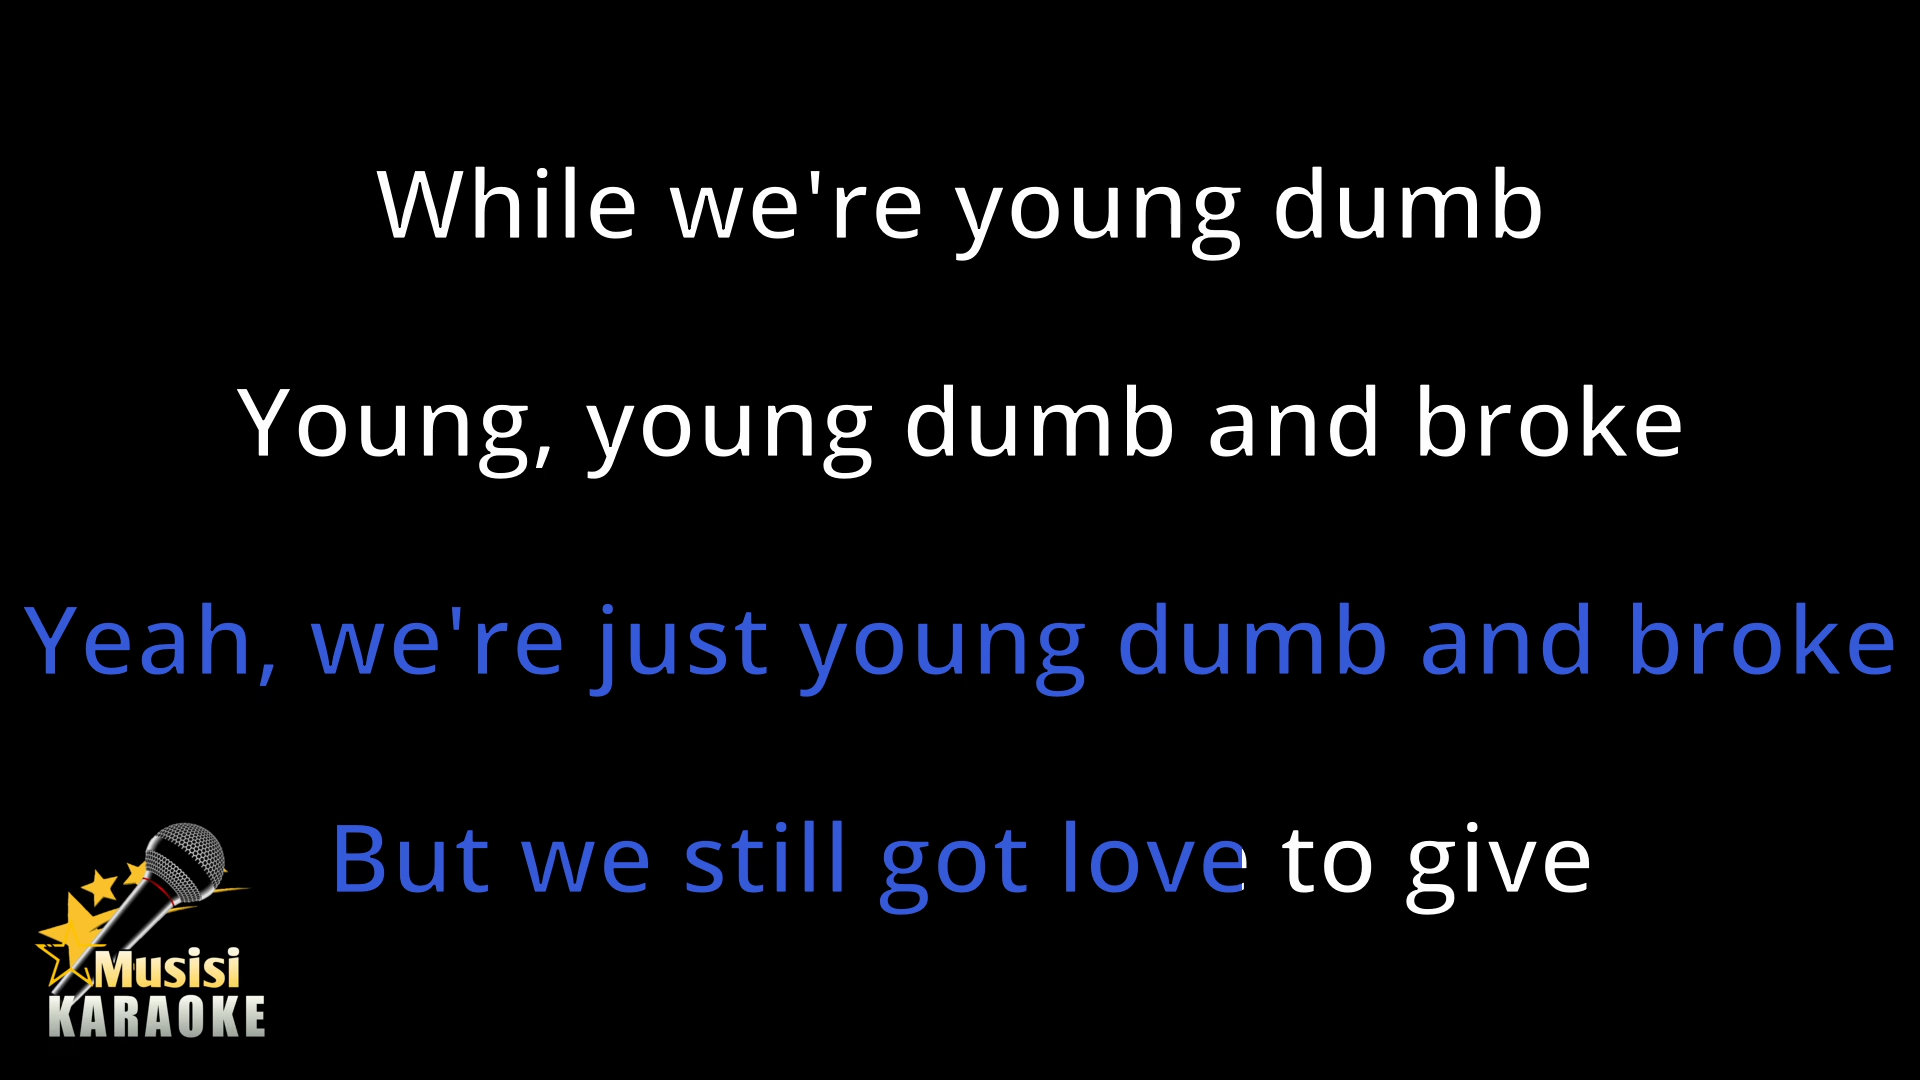 While we're young dumb
Young, young dumb and broke
Yeah, we're just young dumb and broke
But we still got love to give
Musisi
KARAOKE